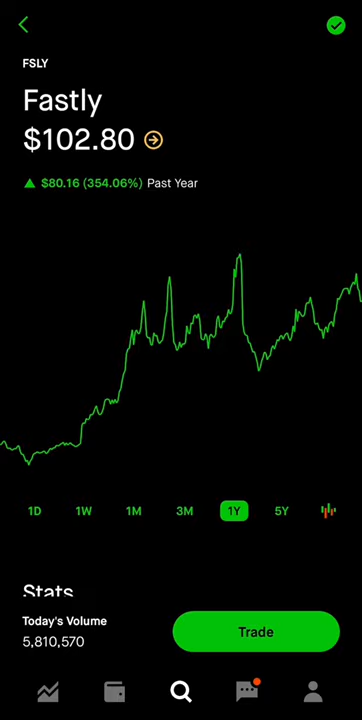 FSLY
Fastly
$102.80
$80.16 (354.06%) Past Year
1D 1W 1M 3M 1Y 5Y
Stats
Today's Volume
5,810,570
Trade